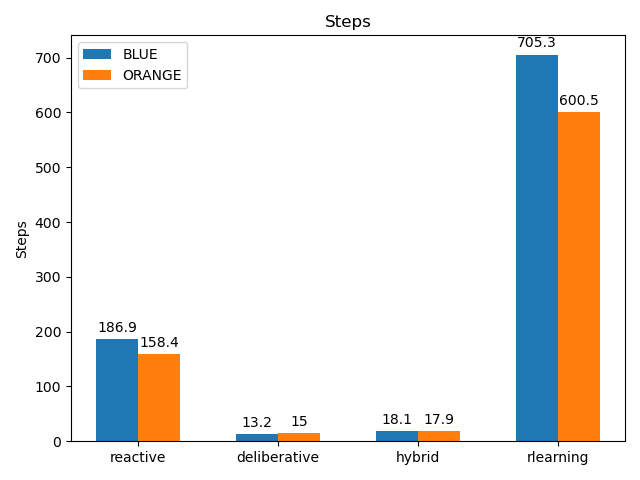 Steps
BLUE
ORANGE
Steps
700
600
500
400
300
200
100
0
186.9
158.4
13.2
15
18.1
17.9
705.3
600.5
reactive
deliberative
hybrid
rlearning